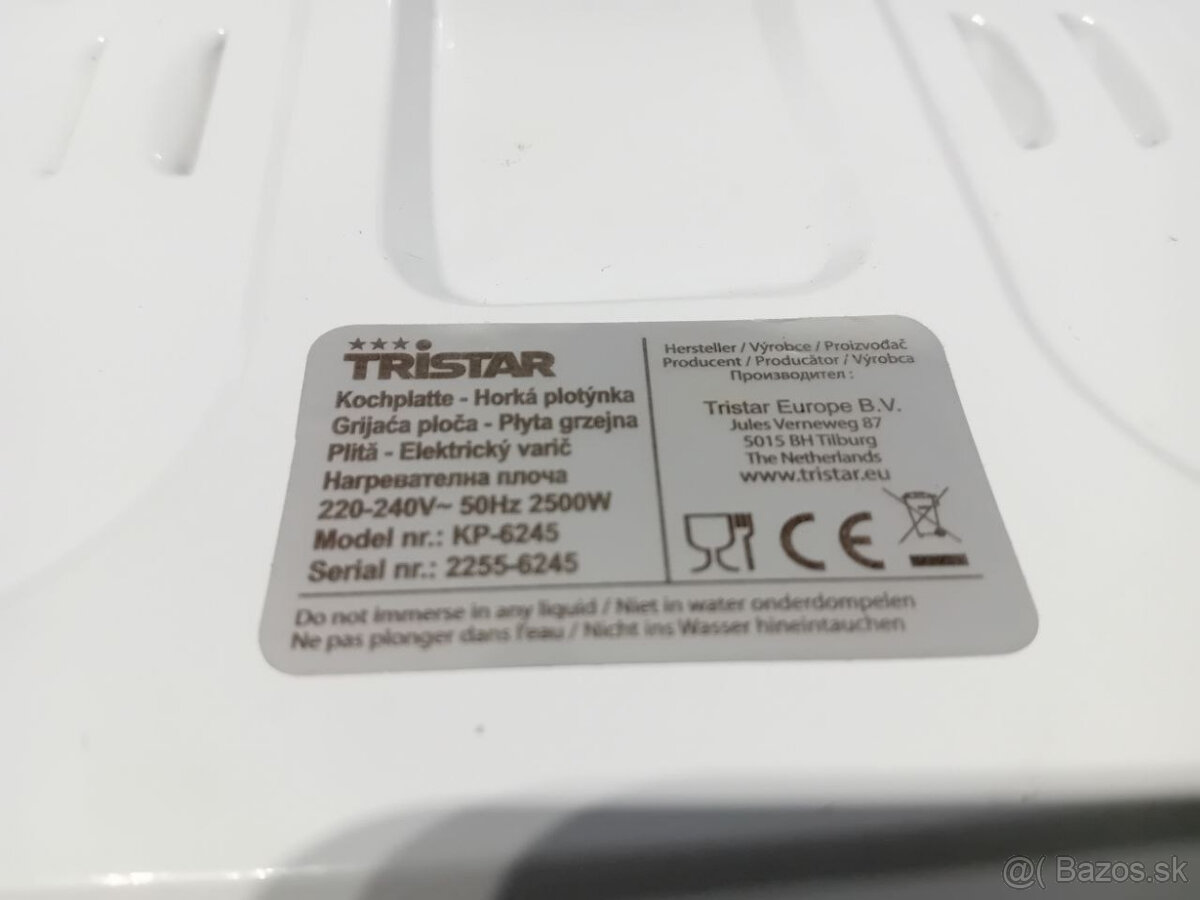 TRISTAR
Kochplatte - Horká plotýnka
Grijaća ploča - Płyta grzejna
Plită - Elektrický varič
Нагревателна плоча
220-240V~ 50Hz 2500W
Model nr.: KP-6245
Serial nr.: 2255-6245
Hersteller / Výrobce / Proizvođač
Producent / Producător / Výrobca
Производител :
Tristar Europe B.V.
Jules Verneweg 87
5015 BH Tilburg
The Netherlands
www.tristar.eu
CE
Do not immerse in any liquid / Niet in water onderdompelen
Ne pas plonger dans l'eau / Nicht ins Wasser hineintauchen
@( Bazos.sk